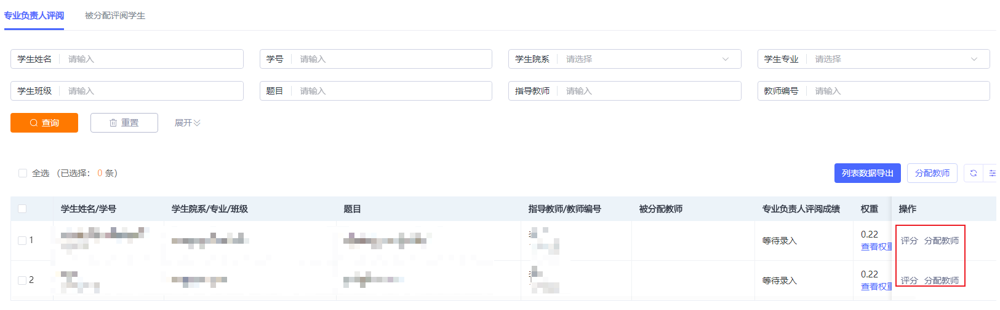 专业负责人评阅 被分配评阅学生
学生姓名 请输入 学号 请输入 学生院系 请选择 学生专业 请选择
学生班级 请输入 题目 请输入 指导教师 请输入 教师编号 请输入
查询 重置 展开
全选 （已选择： 0 条） 列表数据导出 分配教师
学生姓名/学号 学生院系/专业/班级 题目 指导教师/教师编号 被分配教师 专业负责人评阅成绩 权重 操作
1 等待录入 0.22 评分 分配教师
查看权重
2 等待录入 0.22 评分 分配教师
查看权重